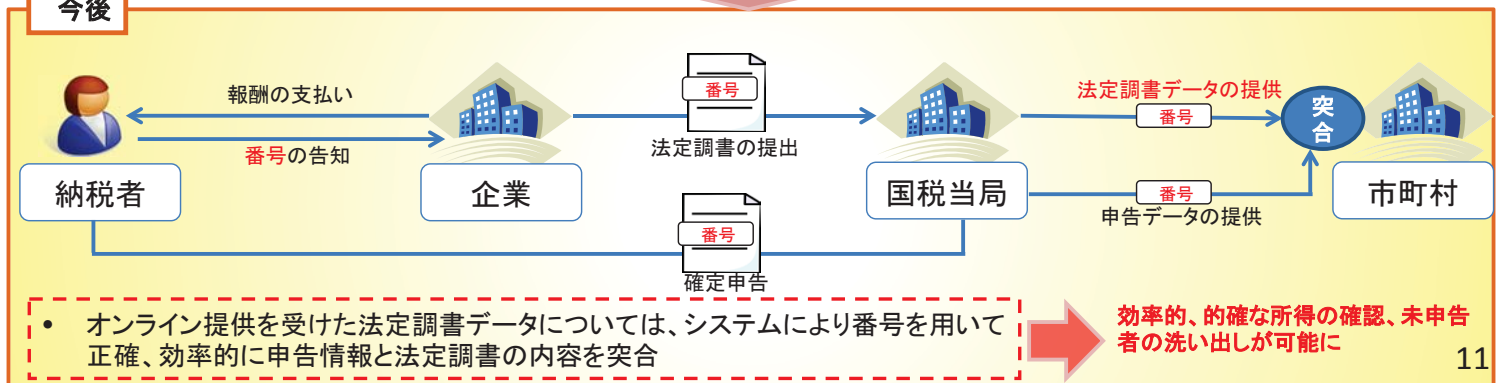 今後
報酬の支払い
番号の告知
番号
法定調書の提出
法定調書データの提供
番号
突合
納税者
企業
国税当局
市町村
番号
申告データの提供
番号
確定申告
• オンライン提供を受けた法定調書データについては、システムにより番号を用いて
正確、効率的に申告情報と法定調書の内容を突合
効率的、的確な所得の確認、未申告
者の洗い出しが可能に
11